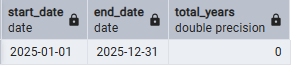 start_date end_date total_years
date date double precision
2025-01-01 2025-12-31 0